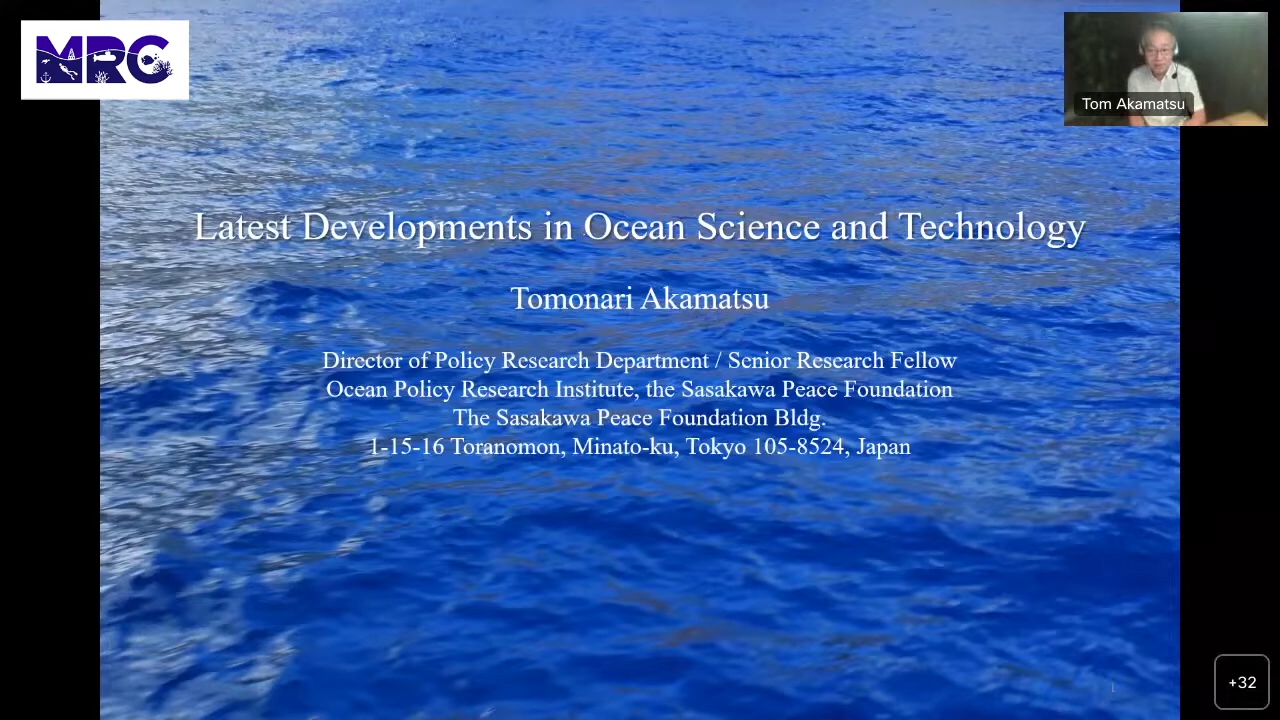 MRC
Tom Akamatsu
Latest Developments in Ocean Science and Technology
Tomonari Akamatsu
Director of Policy Research Department / Senior Research Fellow
Ocean Policy Research Institute, the Sasakawa Peace Foundation
The Sasakawa Peace Foundation Bldg.
1-15-16 Toranomon, Minato-ku, Tokyo 105-8524, Japan
1
+32